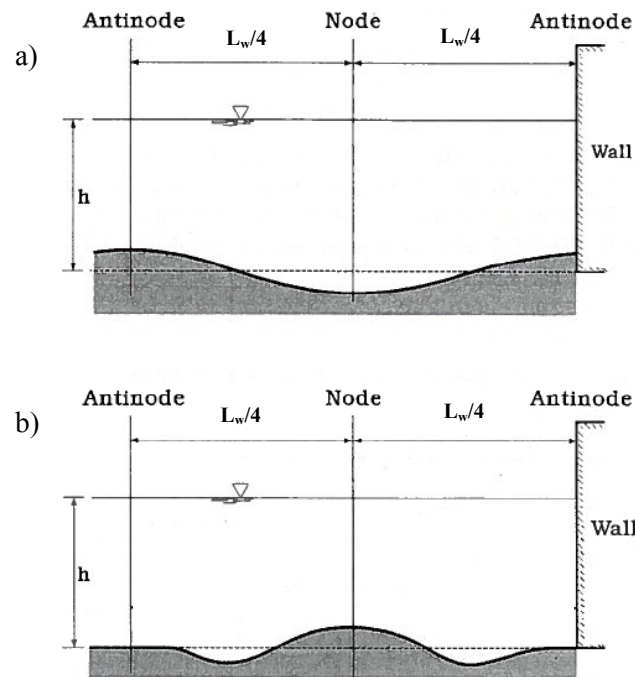 Antinode Node Antinode
a) L_w/4 L_w/4
Wall
h
Antinode Node Antinode
b) L_w/4 L_w/4
Wall
h